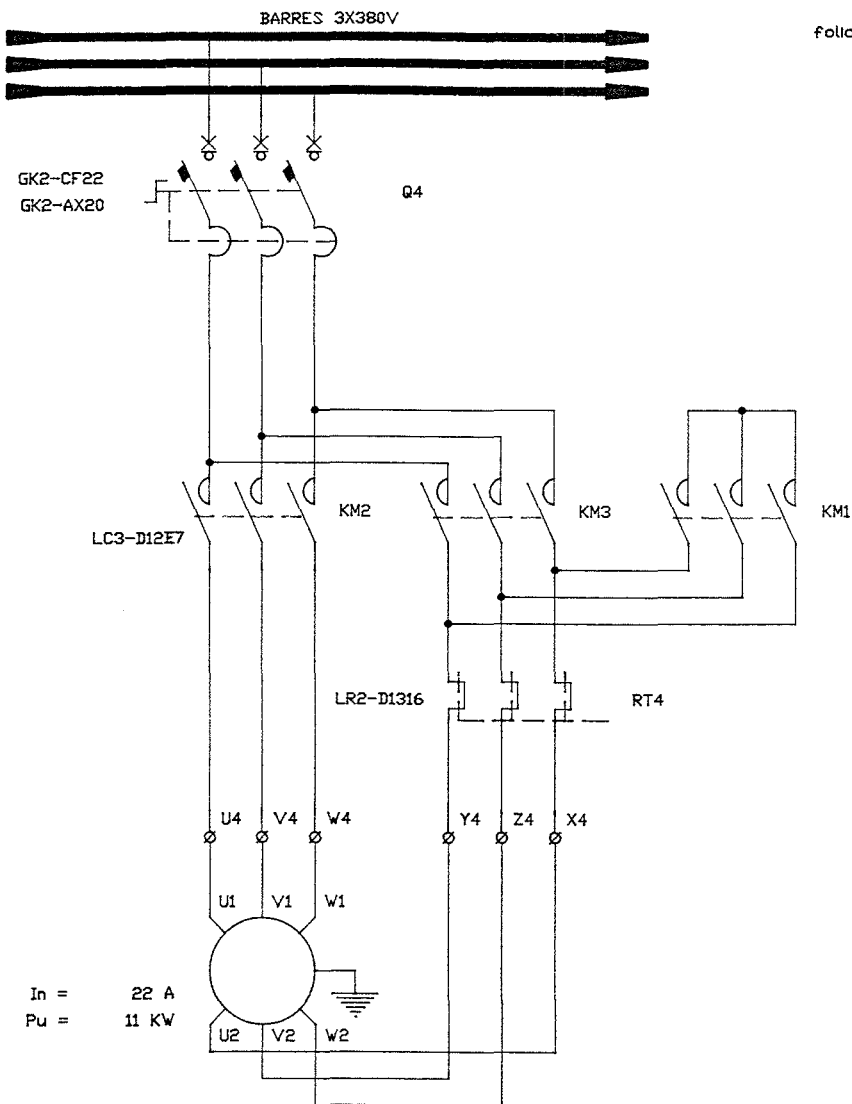 BARRES 3X380V
folio
GK2-CF22
GK2-AX20
Q4
KM2
KM3
KM1
LC3-D12E7
LR2-D1316
RT4
U4 V4 W4 Y4 Z4 X4
U1 V1 W1
In = 22 A
Pu = 11 KW
U2 V2 W2